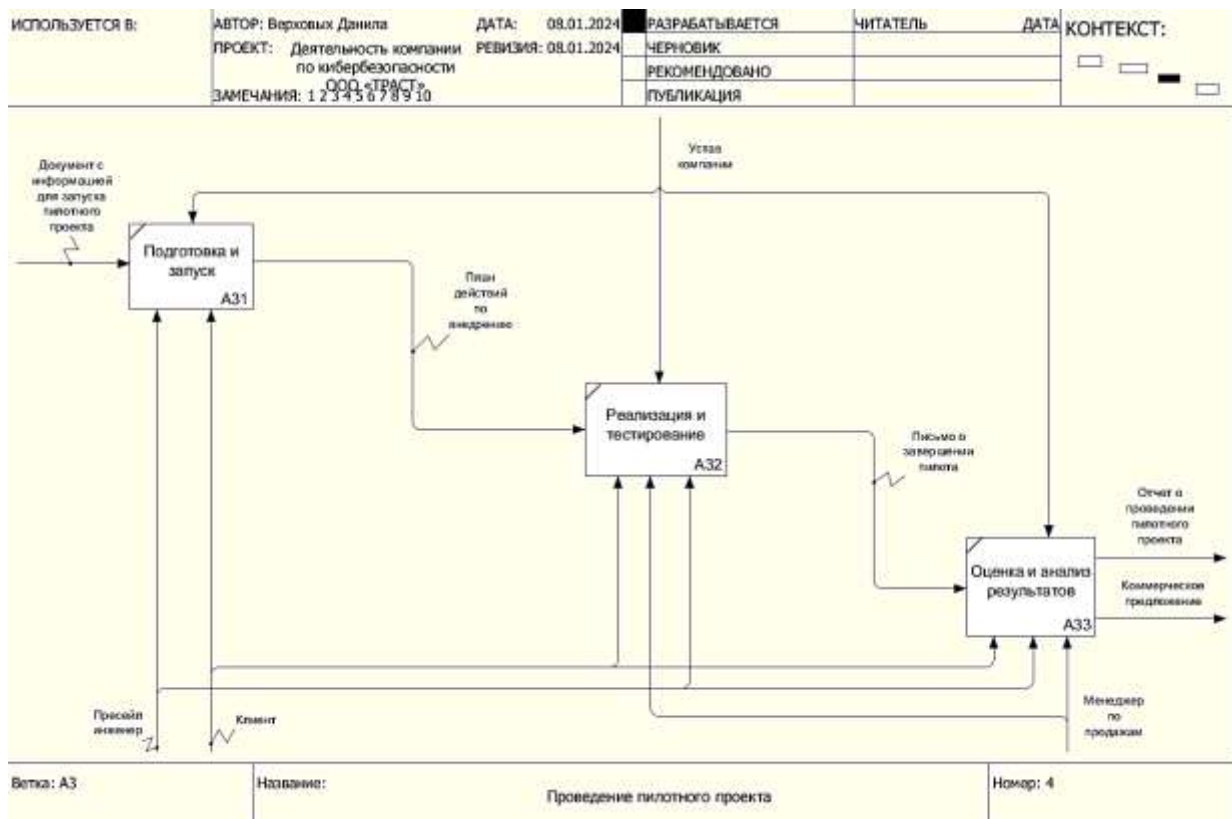 ИСПОЛЬЗУЕТСЯ В:
АВТОР: Верховых Данила
ДАТА: 08.01.2024
РАЗРАБАТЫВАЕТСЯ
ЧИТАТЕЛЬ
ДАТА
КОНТЕКСТ:
ПРОЕКТ: Деятельность компании
по кибербезопасности
ООО «ТРАСТ»
РЕВИЗИЯ: 08.01.2024
ЧЕРНОВИК
РЕКОМЕНДОВАНО
ЗАМЕЧАНИЯ: 1 2 3 4 5 6 7 8 9 10
ПУБЛИКАЦИЯ
Устав
компании
Документ с
информацией
для запуска
пилотного
проекта
Подготовка и
запуск
А31
План
действий
по
внедрению
Реализация и
тестирование
А32
Письмо о
завершении
пилота
Отчет о
проведении
пилотного
проекта
Оценка и анализ
результатов
А33
Коммерческое
предложение
Пресейл
инженер
Клиент
Менеджер
по
продажам
Ветка: А3
Название:
Проведение пилотного проекта
Номер: 4